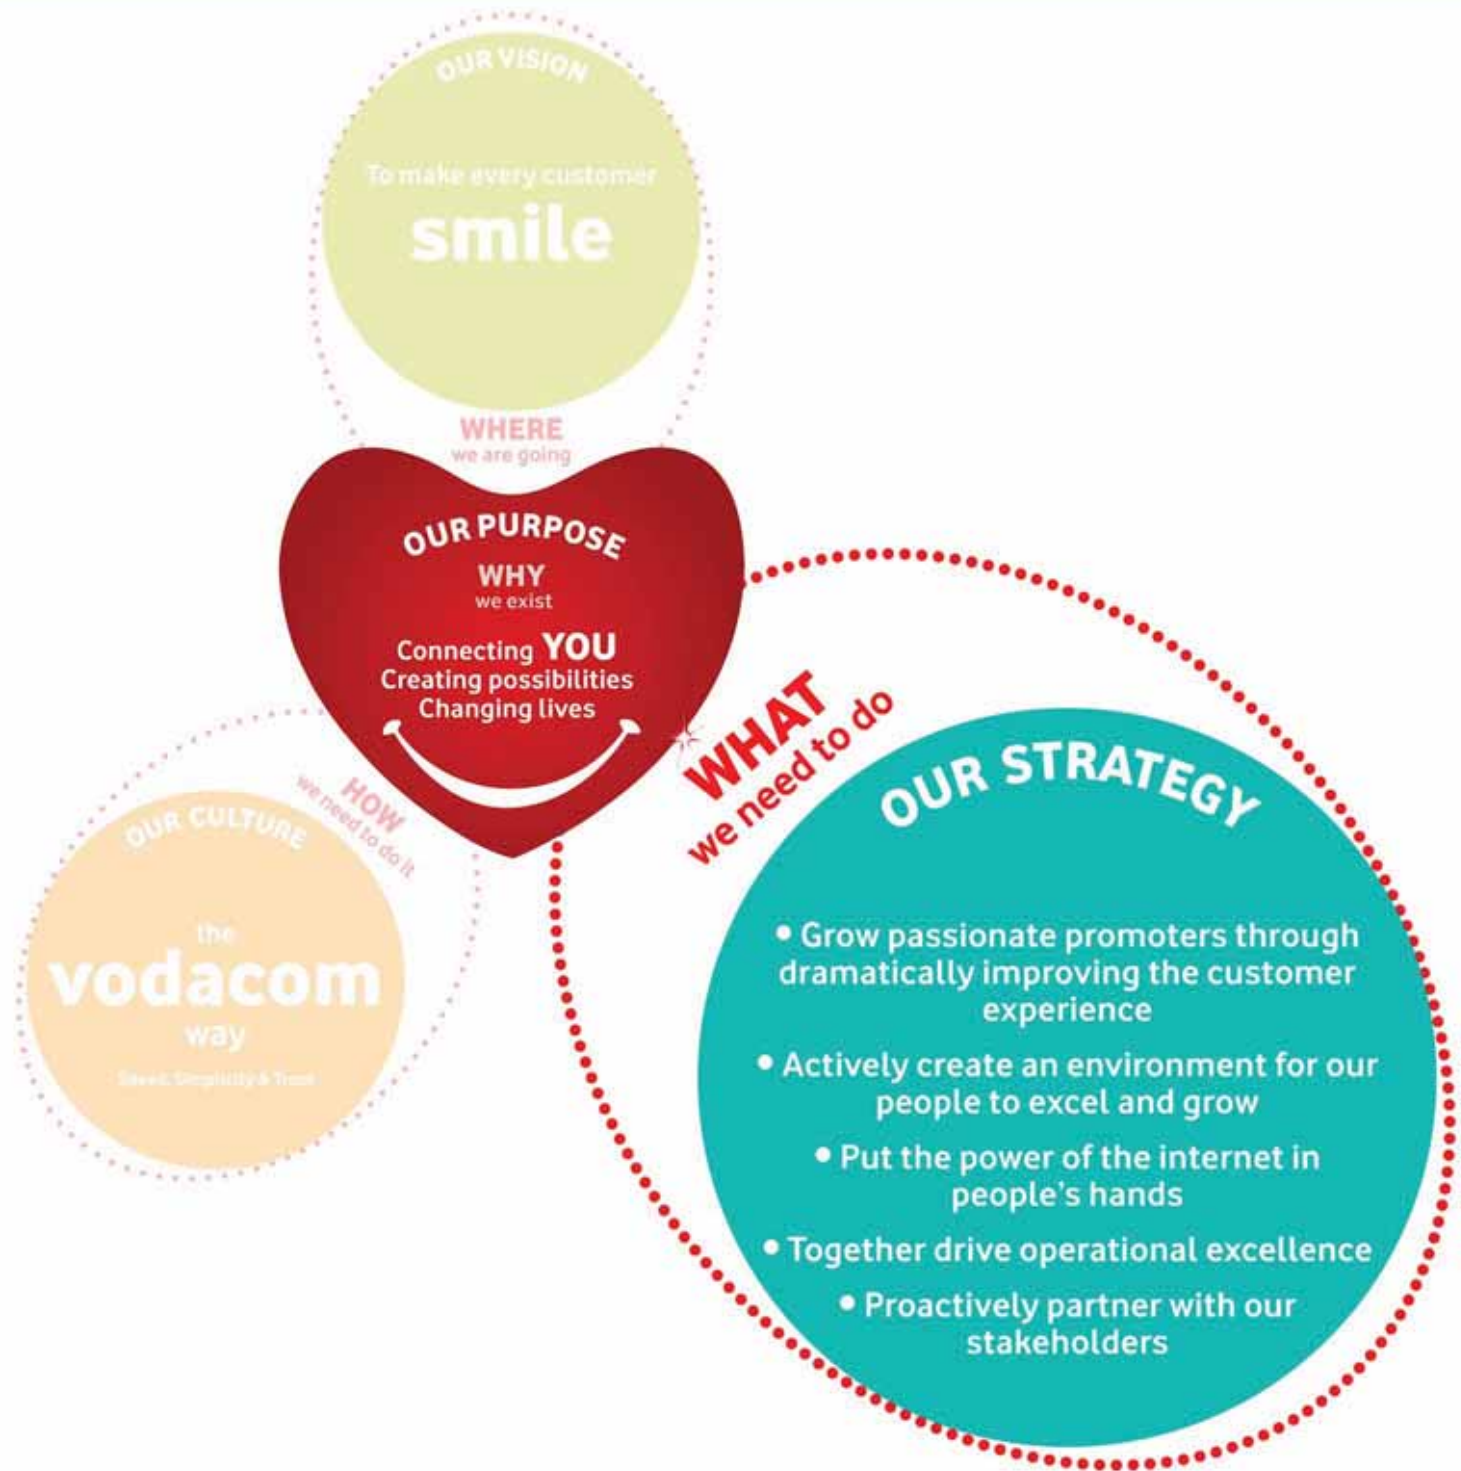 OUR VISION
To make every customer
smile
WHERE
we are going
OUR PURPOSE
WHY
we exist
Connecting YOU
Creating possibilities
Changing lives
HOW
we need to do it
OUR CULTURE
the
vodacom
way
Speed, Simplicity & Trust
WHAT
we need to do
OUR STRATEGY
• Grow passionate promoters through
dramatically improving the customer
experience
• Actively create an environment for our
people to excel and grow
• Put the power of the internet in
people's hands
• Together drive operational excellence
• Proactively partner with our
stakeholders